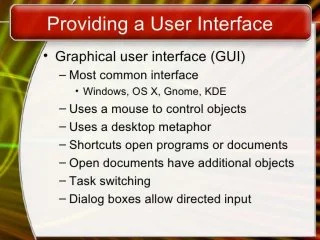 Providing a User Interface
• Graphical user interface (GUI)
– Most common interface
• Windows, OS X, Gnome, KDE
– Uses a mouse to control objects
– Uses a desktop metaphor
– Shortcuts open programs or documents
– Open documents have additional objects
– Task switching
– Dialog boxes allow directed input